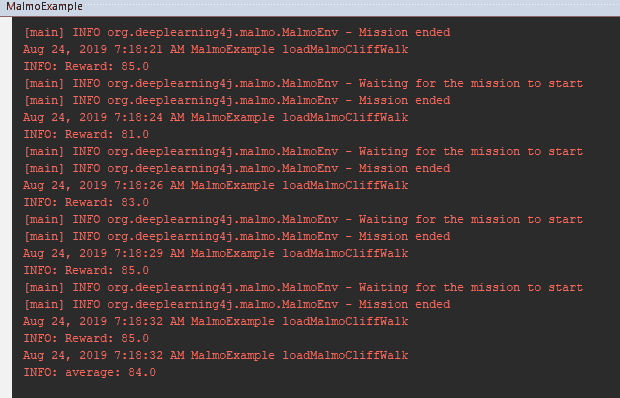 MalmoExample
[main] INFO org.deeplearning4j.malmo.MalmoEnv - Mission ended
Aug 24, 2019 7:18:21 AM MalmoExample loadMalmoCliffWalk
INFO: Reward: 85.0
[main] INFO org.deeplearning4j.malmo.MalmoEnv - Waiting for the mission to start
[main] INFO org.deeplearning4j.malmo.MalmoEnv - Mission ended
Aug 24, 2019 7:18:24 AM MalmoExample loadMalmoCliffWalk
INFO: Reward: 81.0
[main] INFO org.deeplearning4j.malmo.MalmoEnv - Waiting for the mission to start
[main] INFO org.deeplearning4j.malmo.MalmoEnv - Mission ended
Aug 24, 2019 7:18:26 AM MalmoExample loadMalmoCliffWalk
INFO: Reward: 83.0
[main] INFO org.deeplearning4j.malmo.MalmoEnv - Waiting for the mission to start
[main] INFO org.deeplearning4j.malmo.MalmoEnv - Mission ended
Aug 24, 2019 7:18:29 AM MalmoExample loadMalmoCliffWalk
INFO: Reward: 85.0
[main] INFO org.deeplearning4j.malmo.MalmoEnv - Waiting for the mission to start
[main] INFO org.deeplearning4j.malmo.MalmoEnv - Mission ended
Aug 24, 2019 7:18:32 AM MalmoExample loadMalmoCliffWalk
INFO: Reward: 85.0
Aug 24, 2019 7:18:32 AM MalmoExample loadMalmoCliffWalk
INFO: average: 84.0